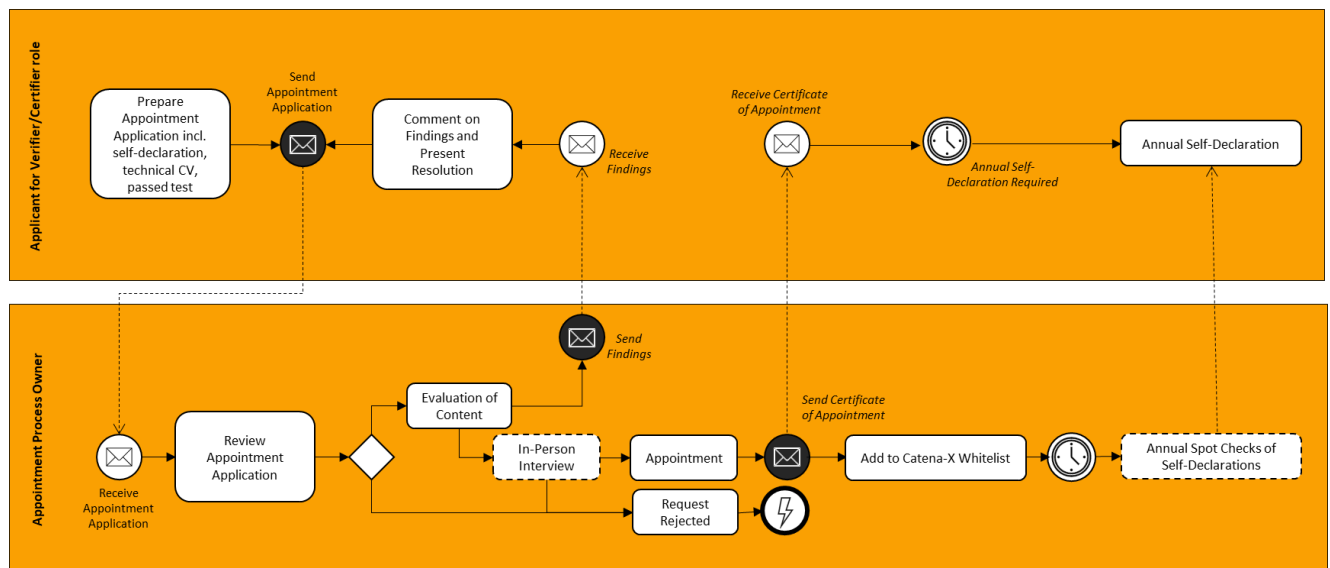 Applicant for Verifier/Certifier role
Prepare
Appointment
Application incl.
self-declaration,
technical CV,
passed test
Send
Appointment
Application
Comment on
Findings and
Present
Resolution
Receive
Findings
Receive Certificate
of Appointment
Annual Self-
Declaration Required
Annual Self-Declaration
Appointment Process Owner
Receive
Appointment
Application
Review
Appointment
Application
Evaluation of
Content
Send
Findings
In-Person
Interview
Appointment
Request
Rejected
Send Certificate
of Appointment
Add to Catena-X Whitelist
Annual Spot Checks of
Self-Declarations